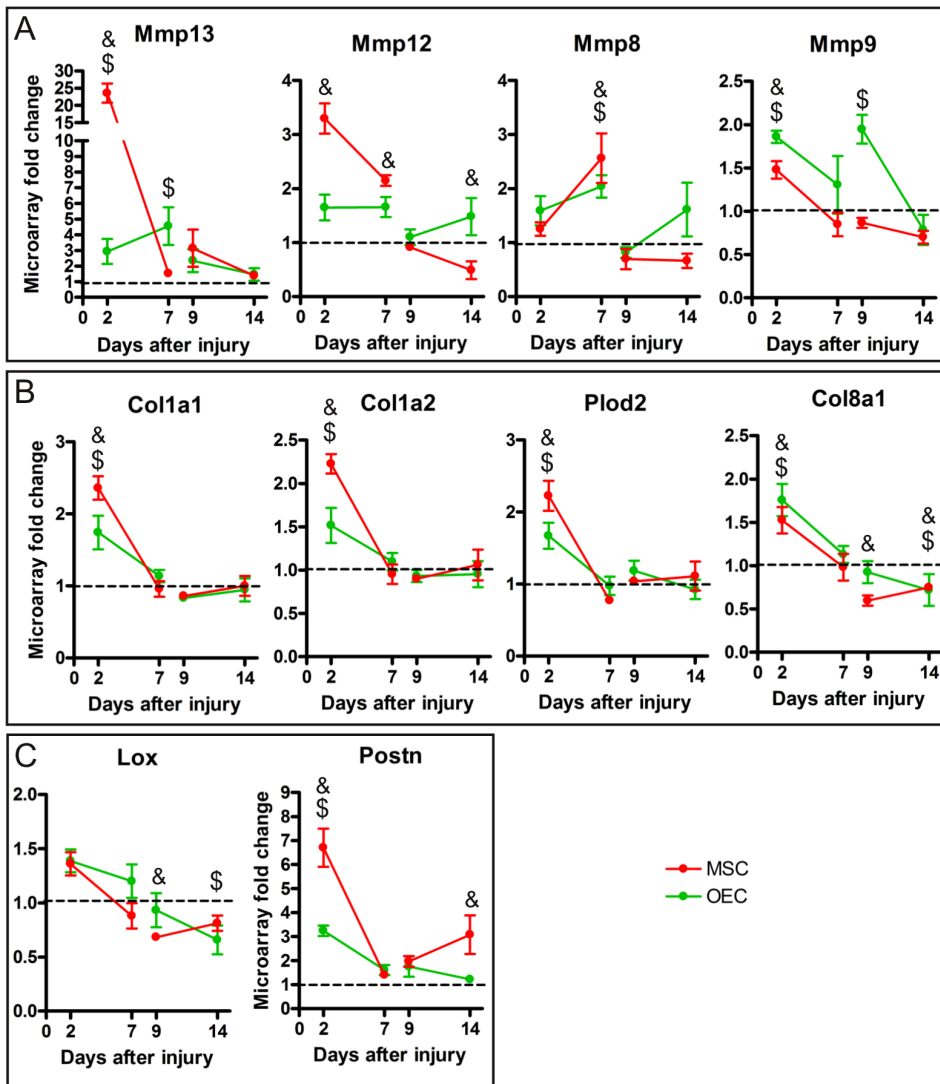 A
Mmp13
Mmp12
Mmp8
Mmp9
Microarray fold change
&
$
$
30
25
20
15
10
9
8
7
6
5
4
3
2
1
0
0 2 7 9 14
Days after injury
&
&
&
4
3
2
1
0
0 2 7 9 14
Days after injury
&
$
4
3
2
1
0
0 2 7 9 14
Days after injury
&
$
$
2.5
2.0
1.5
1.0
0.5
0.0
0 2 7 9 14
Days after injury
B
Col1a1
Col1a2
Plod2
Col8a1
Microarray fold change
&
$
3
2
1
0
0 2 7 9 14
Days after injury
&
$
2.5
2.0
1.5
1.0
0.5
0.0
0 2 7 9 14
Days after injury
&
$
3
2
1
0
0 2 7 9 14
Days after injury
&
$
&
&
$
2.5
2.0
1.5
1.0
0.5
0.0
0 2 7 9 14
Days after injury
C
Lox
Postn
Microarray fold change
&
$
2.0
1.5
1.0
0.5
0.0
0 2 7 9 14
Days after injury
Microarray fold change
&
$
&
9
8
7
6
5
4
3
2
1
0
0 2 7 9 14
Days after injury
MSC
OEC